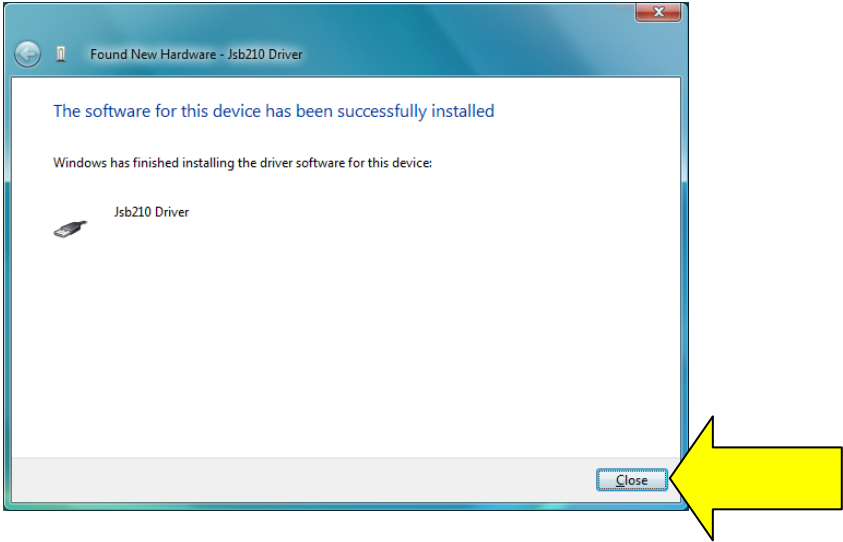 Found New Hardware - Jsb210 Driver
The software for this device has been successfully installed
Windows has finished installing the driver software for this device:
Jsb210 Driver
Close